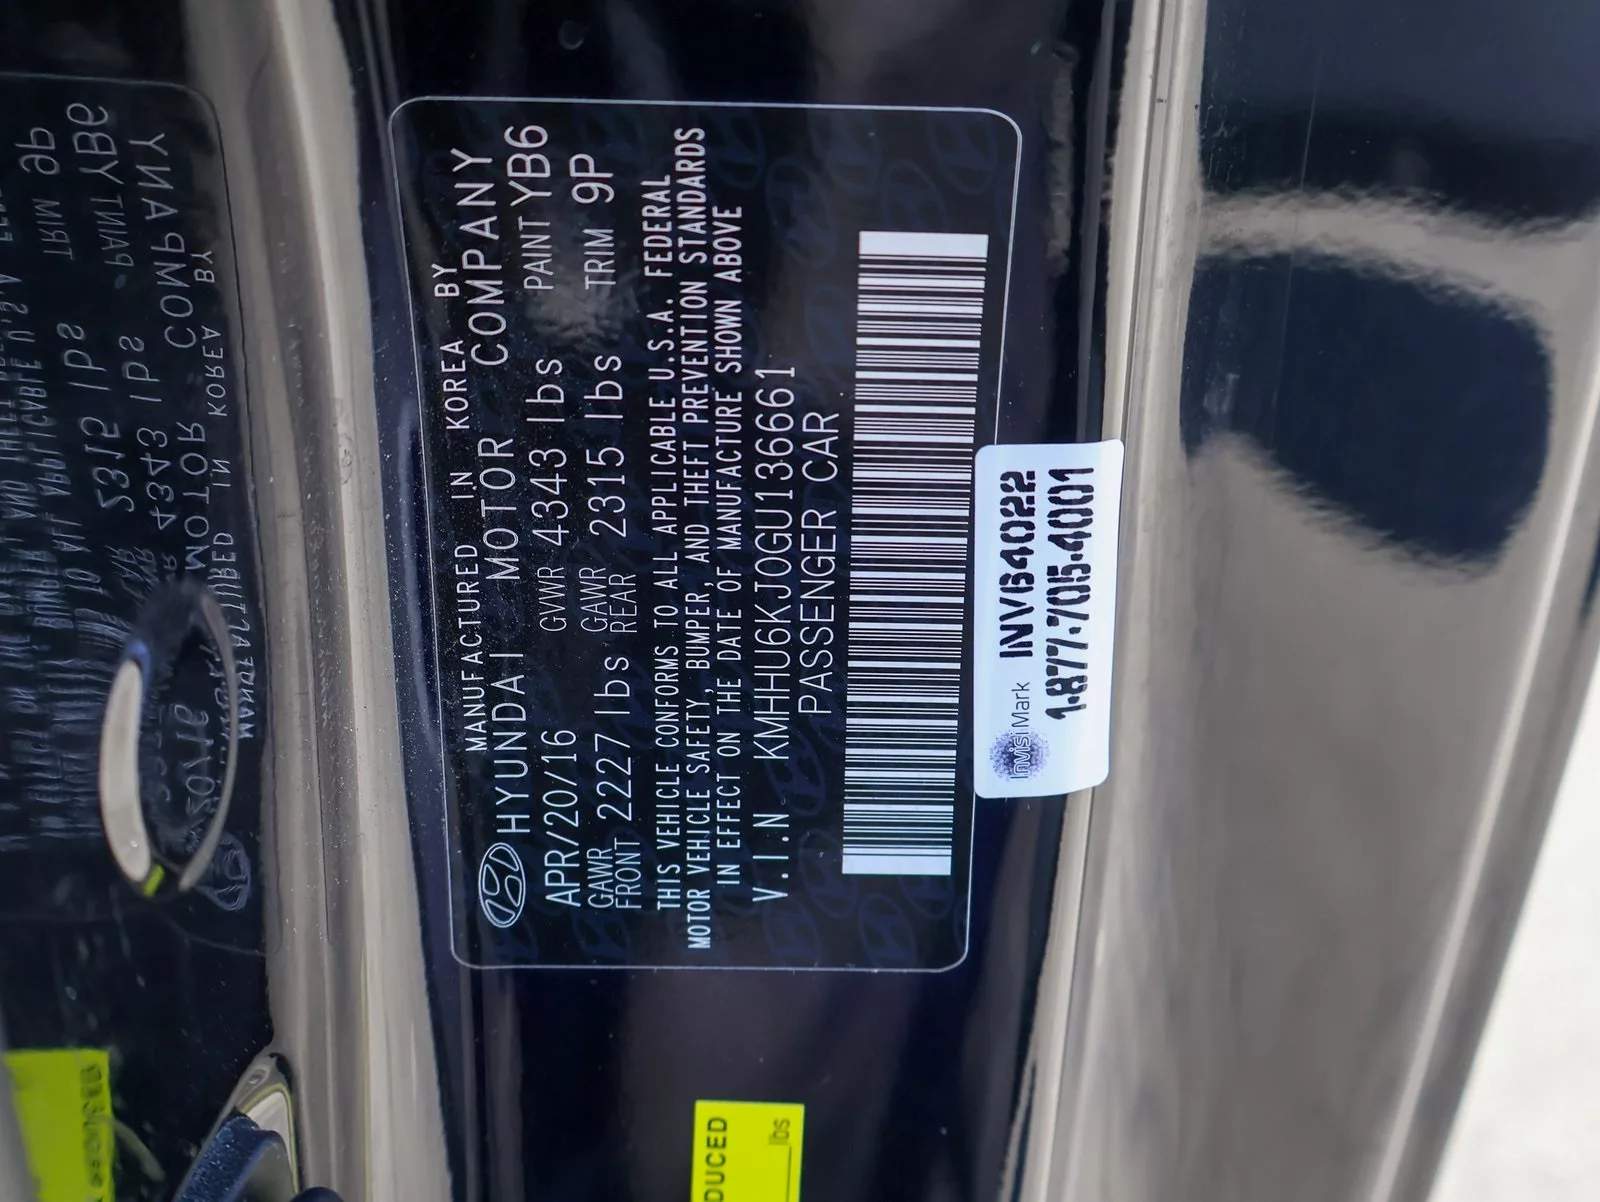 MANUFACTURED IN KOREA BY
HYUNDAI MOTOR COMPANY
APR/20/16 GVWR 4343 lbs PAINT YB6
GAWR FRONT 2227 lbs GAWR REAR 2315 lbs TRIM 9P
THIS VEHICLE CONFORMS TO ALL APPLICABLE U.S.A. FEDERAL
MOTOR VEHICLE SAFETY, BUMPER, AND THEFT PREVENTION STANDARDS
IN EFFECT ON THE DATE OF MANUFACTURE SHOWN ABOVE
V.I.N KMHHU6KJ0GU136661
PASSENGER CAR
InvisiMark INV64022
1-877-705-4001
DUCED
lbs